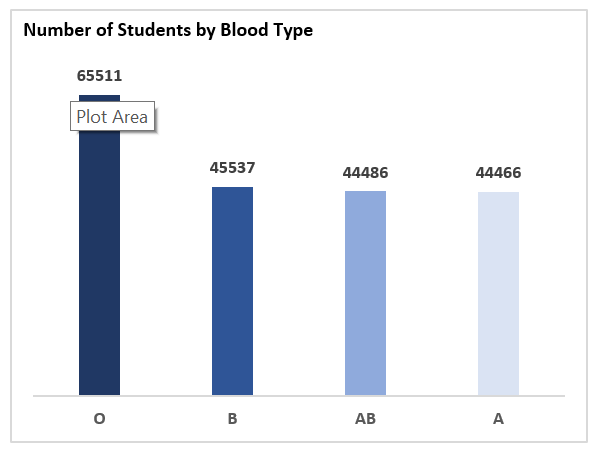 Number of Students by Blood Type
65511
Plot Area
45537
44486
44466
O
B
AB
A